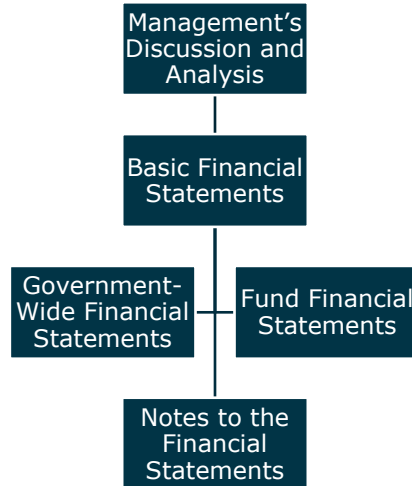 Management's
Discussion and
Analysis
Basic Financial
Statements
Government-
Wide Financial
Statements
Fund Financial
Statements
Notes to the
Financial
Statements